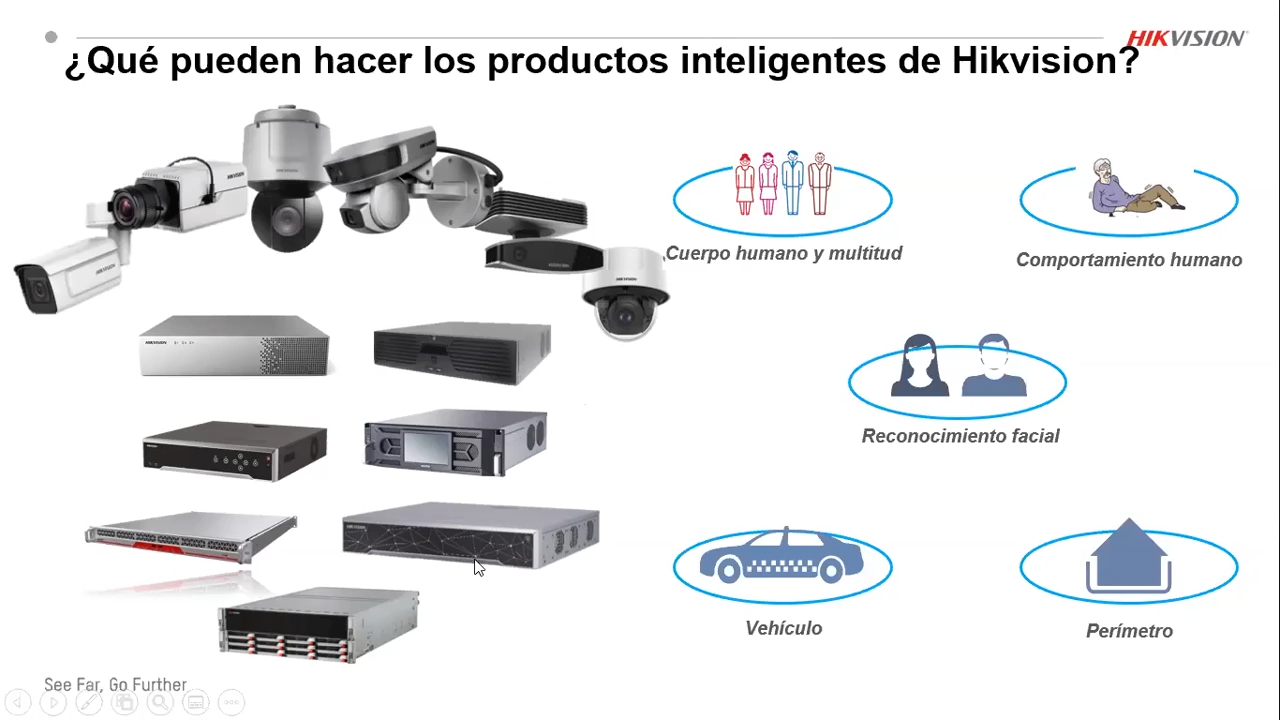 HIKVISION
¿Qué pueden hacer los productos inteligentes de Hikvision?
Cuerpo humano y multitud
Comportamiento humano
Reconocimiento facial
Vehículo
Perímetro
See Far, Go Further